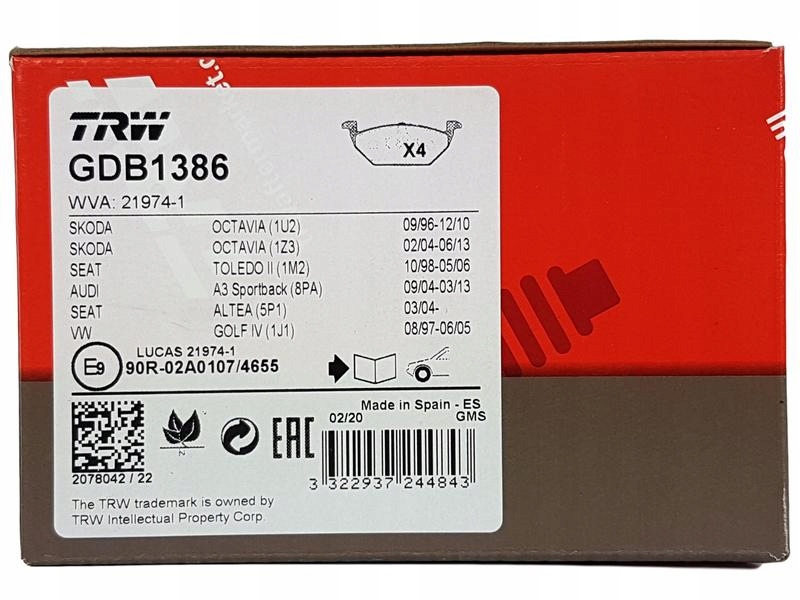 aftermarket.c
TRW
GDB1386
X4
WVA: 21974-1
SKODA OCTAVIA (1U2) 09/96-12/10
SKODA OCTAVIA (1Z3) 02/04-06/13
SEAT TOLEDO II (1M2) 10/98-05/06
AUDI A3 Sportback (8PA) 09/04-03/13
SEAT ALTEA (5P1) 03/04-
VW GOLF IV (1J1) 08/97-06/05
LUCAS 21974-1
E9 90R-02A0107/4655
Made in Spain - ES
02/20 GMS
EAC
N
2078042 / 22
3 322937 244843
The TRW trademark is owned by
TRW Intellectual Property Corp.